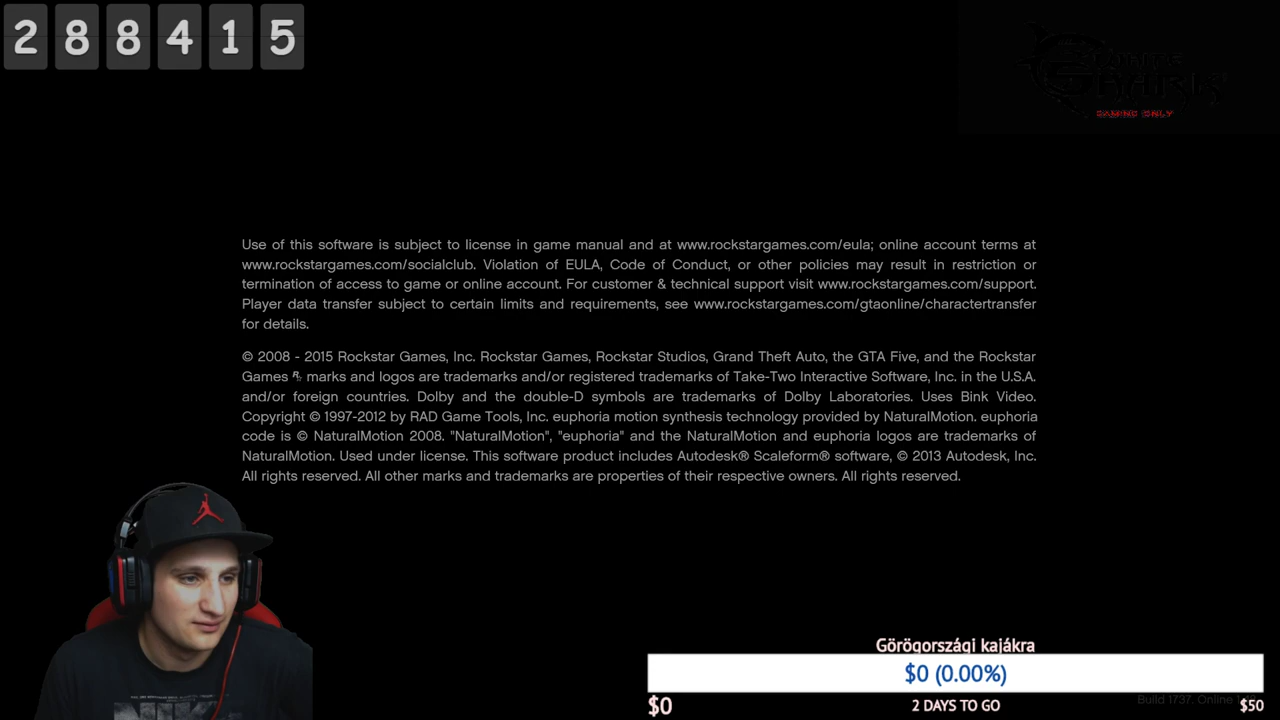 288415
GAMING ONLY
Use of this software is subject to license in game manual and at www.rockstargames.com/eula; online account terms at
www.rockstargames.com/socialclub. Violation of EULA, Code of Conduct, or other policies may result in restriction or
termination of access to game or online account. For customer & technical support visit www.rockstargames.com/support.
Player data transfer subject to certain limits and requirements, see www.rockstargames.com/gtaonline/charactertransfer
for details.
© 2008 - 2015 Rockstar Games, Inc. Rockstar Games, Rockstar Studios, Grand Theft Auto, the GTA Five, and the Rockstar
Games R* marks and logos are trademarks and/or registered trademarks of Take-Two Interactive Software, Inc. in the U.S.A.
and/or foreign countries. Dolby and the double-D symbols are trademarks of Dolby Laboratories. Uses Bink Video.
Copyright © 1997-2012 by RAD Game Tools, Inc. euphoria motion synthesis technology provided by NaturalMotion. euphoria
code is © NaturalMotion 2008. "NaturalMotion", "euphoria" and the NaturalMotion and euphoria logos are trademarks of
NaturalMotion. Used under license. This software product includes Autodesk® Scaleform® software, © 2013 Autodesk, Inc.
All rights reserved. All other marks and trademarks are properties of their respective owners. All rights reserved.
Görögországi kajákra
$0 (0.00%)
$0 2 DAYS TO GO $50
Build 1737, Online